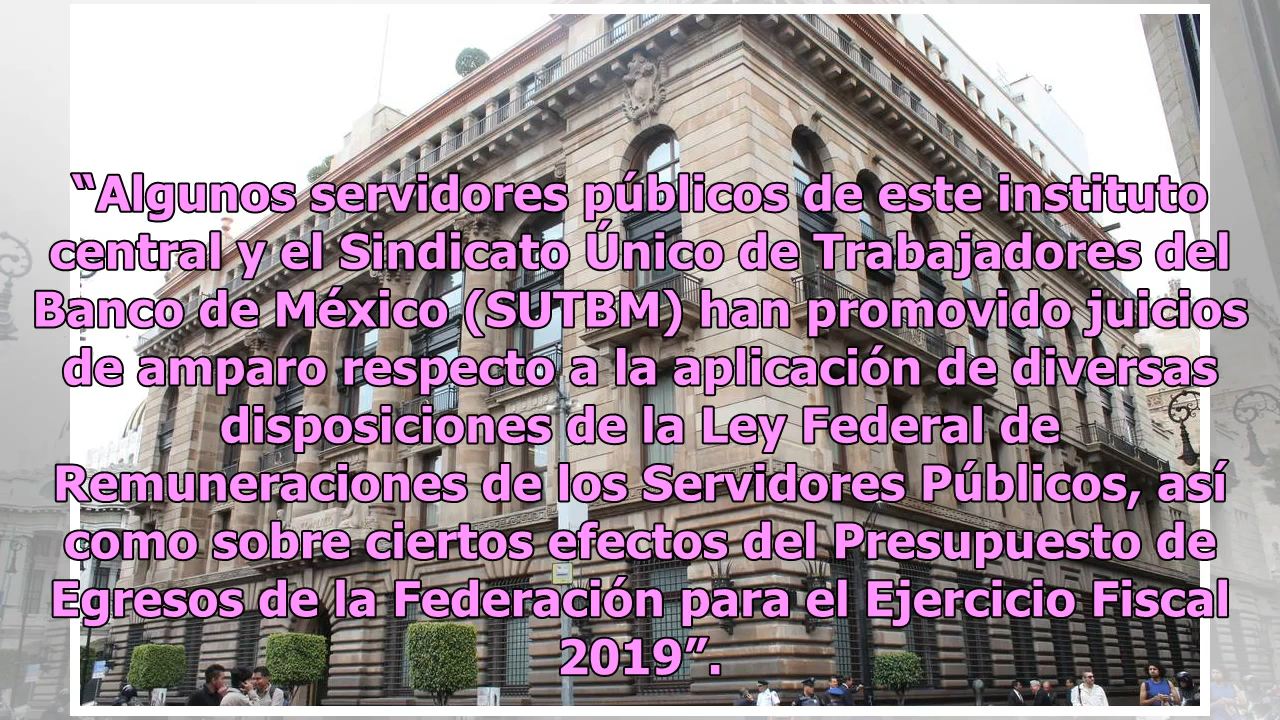 “Algunos servidores públicos de este instituto
central y el Sindicato Único de Trabajadores del
Banco de México (SUTBM) han promovido juicios
de amparo respecto a la aplicación de diversas
disposiciones de la Ley Federal de
Remuneraciones de los Servidores Públicos, así
como sobre ciertos efectos del Presupuesto de
Egresos de la Federación para el Ejercicio Fiscal
2019”.